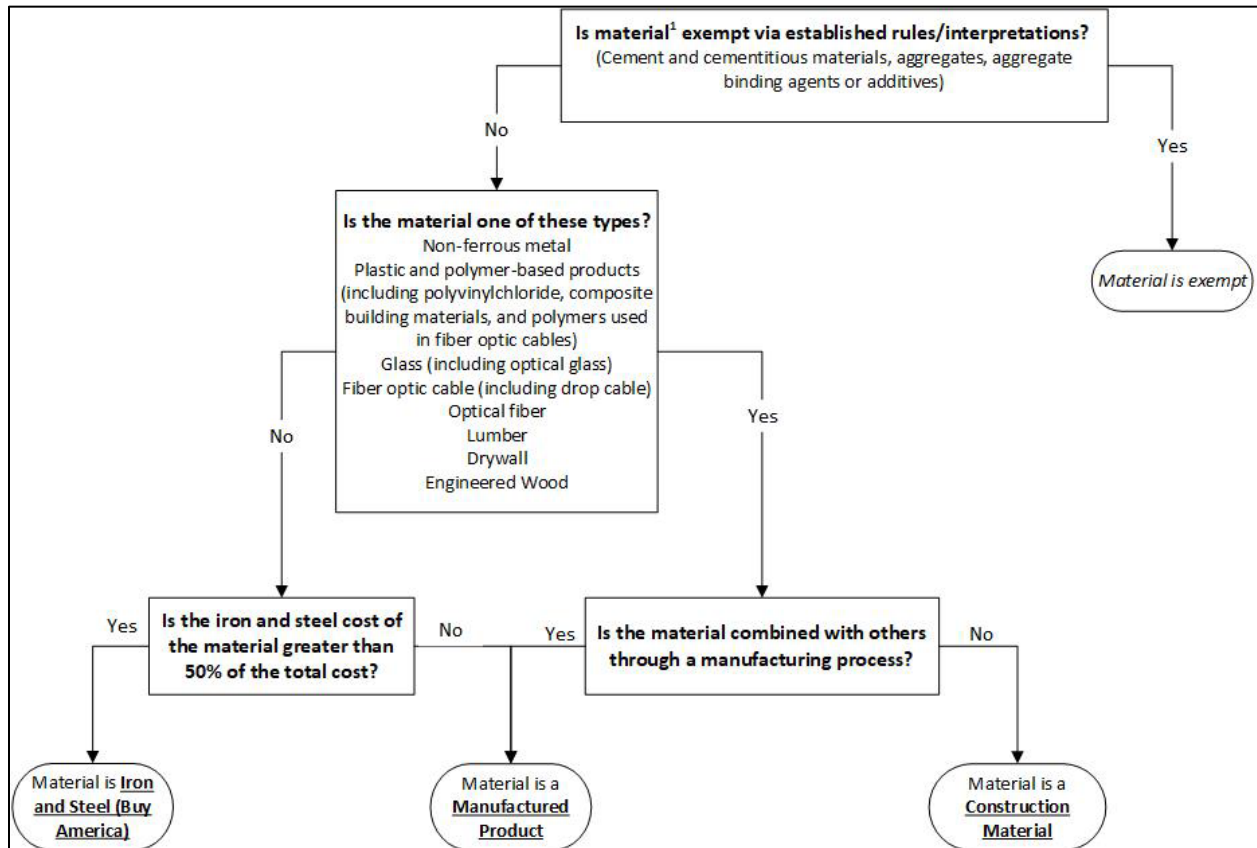 Is material¹ exempt via established rules/interpretations?
(Cement and cementitious materials, aggregates, aggregate
binding agents or additives)
No
Yes
Is the material one of these types?
Non-ferrous metal
Plastic and polymer-based products
(including polyvinylchloride, composite
building materials, and polymers used
in fiber optic cables)
Glass (including optical glass)
Fiber optic cable (including drop cable)
Optical fiber
Lumber
Drywall
Engineered Wood
Material is exempt
No
Yes
Is the iron and steel cost of
the material greater than
50% of the total cost?
Yes
No
Is the material combined with others
through a manufacturing process?
Yes
No
Material is Iron
and Steel (Buy
America)
Material is a
Manufactured
Product
Material is a
Construction
Material